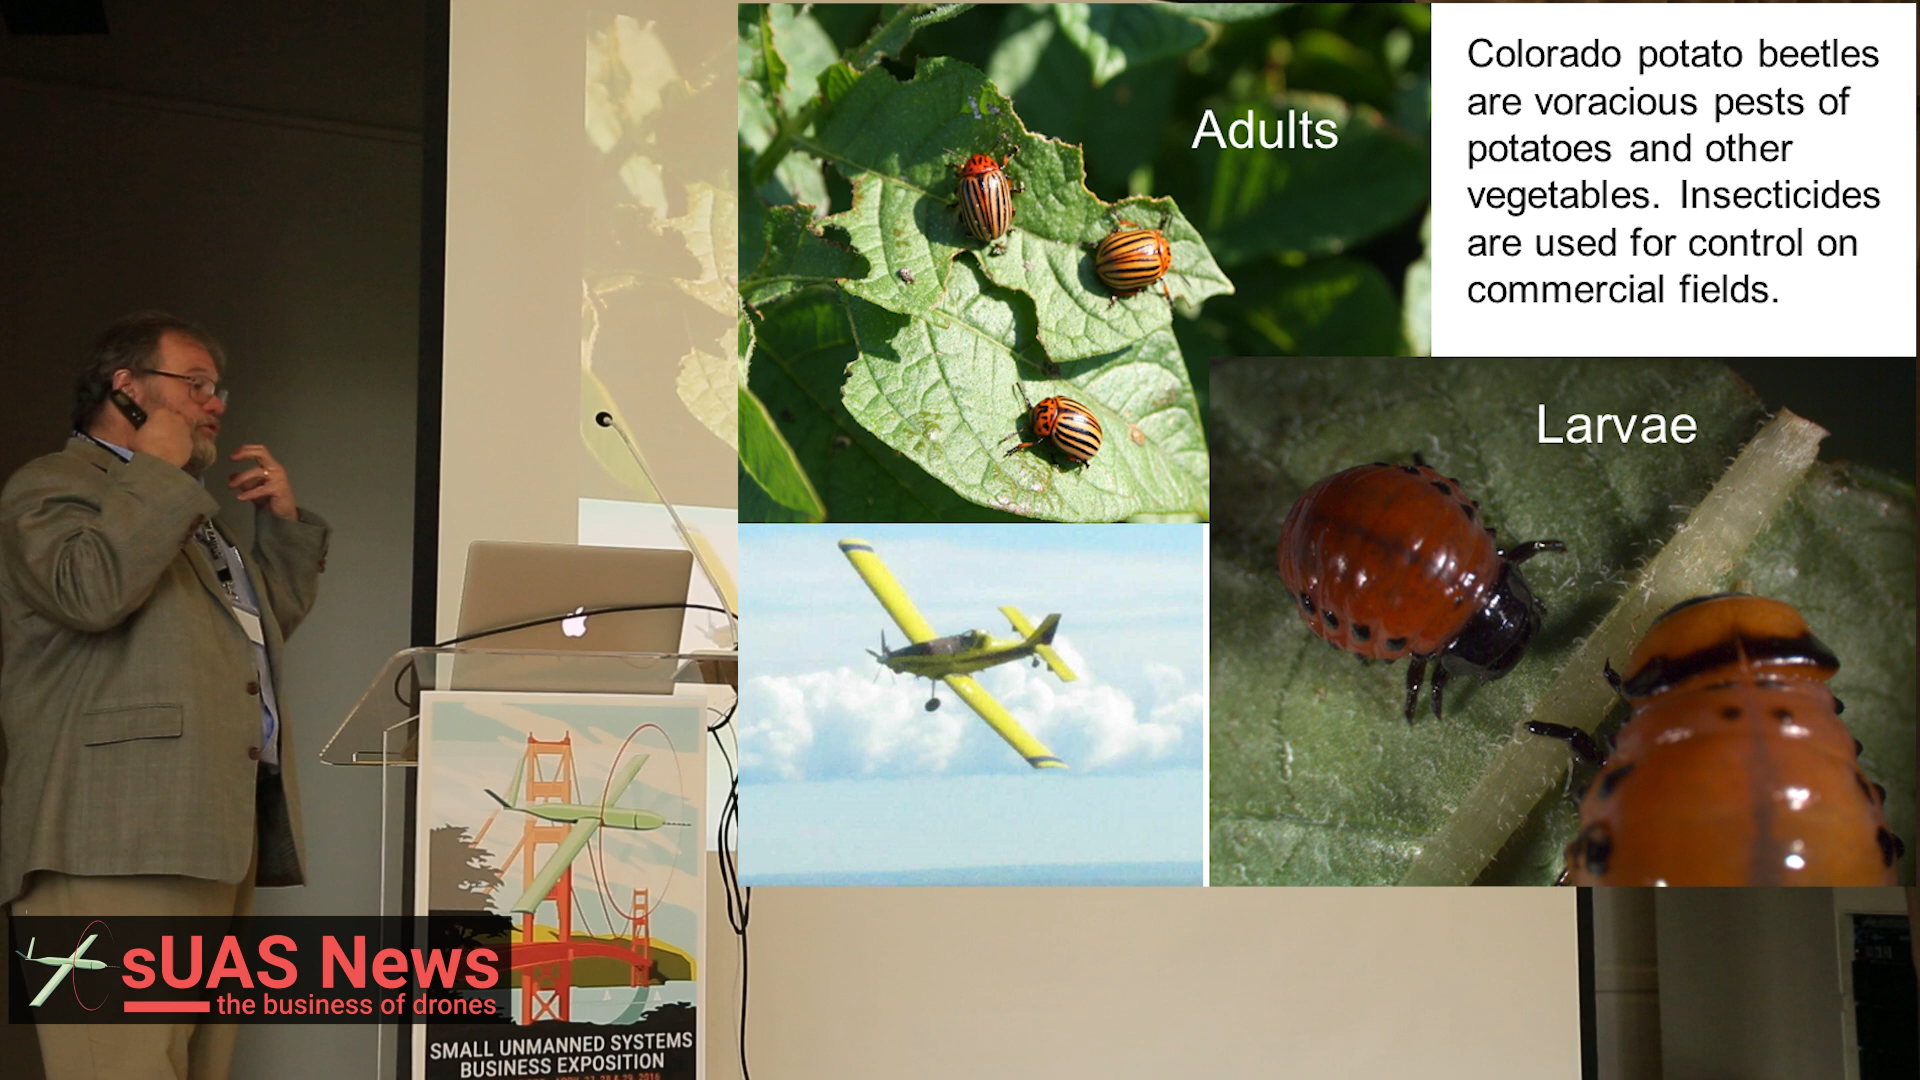 Adults
Colorado potato beetles
are voracious pests of
potatoes and other
vegetables. Insecticides
are used for control on
commercial fields.
Larvae
sUAS News
the business of drones
SMALL UNMANNED SYSTEMS
BUSINESS EXPOSITION